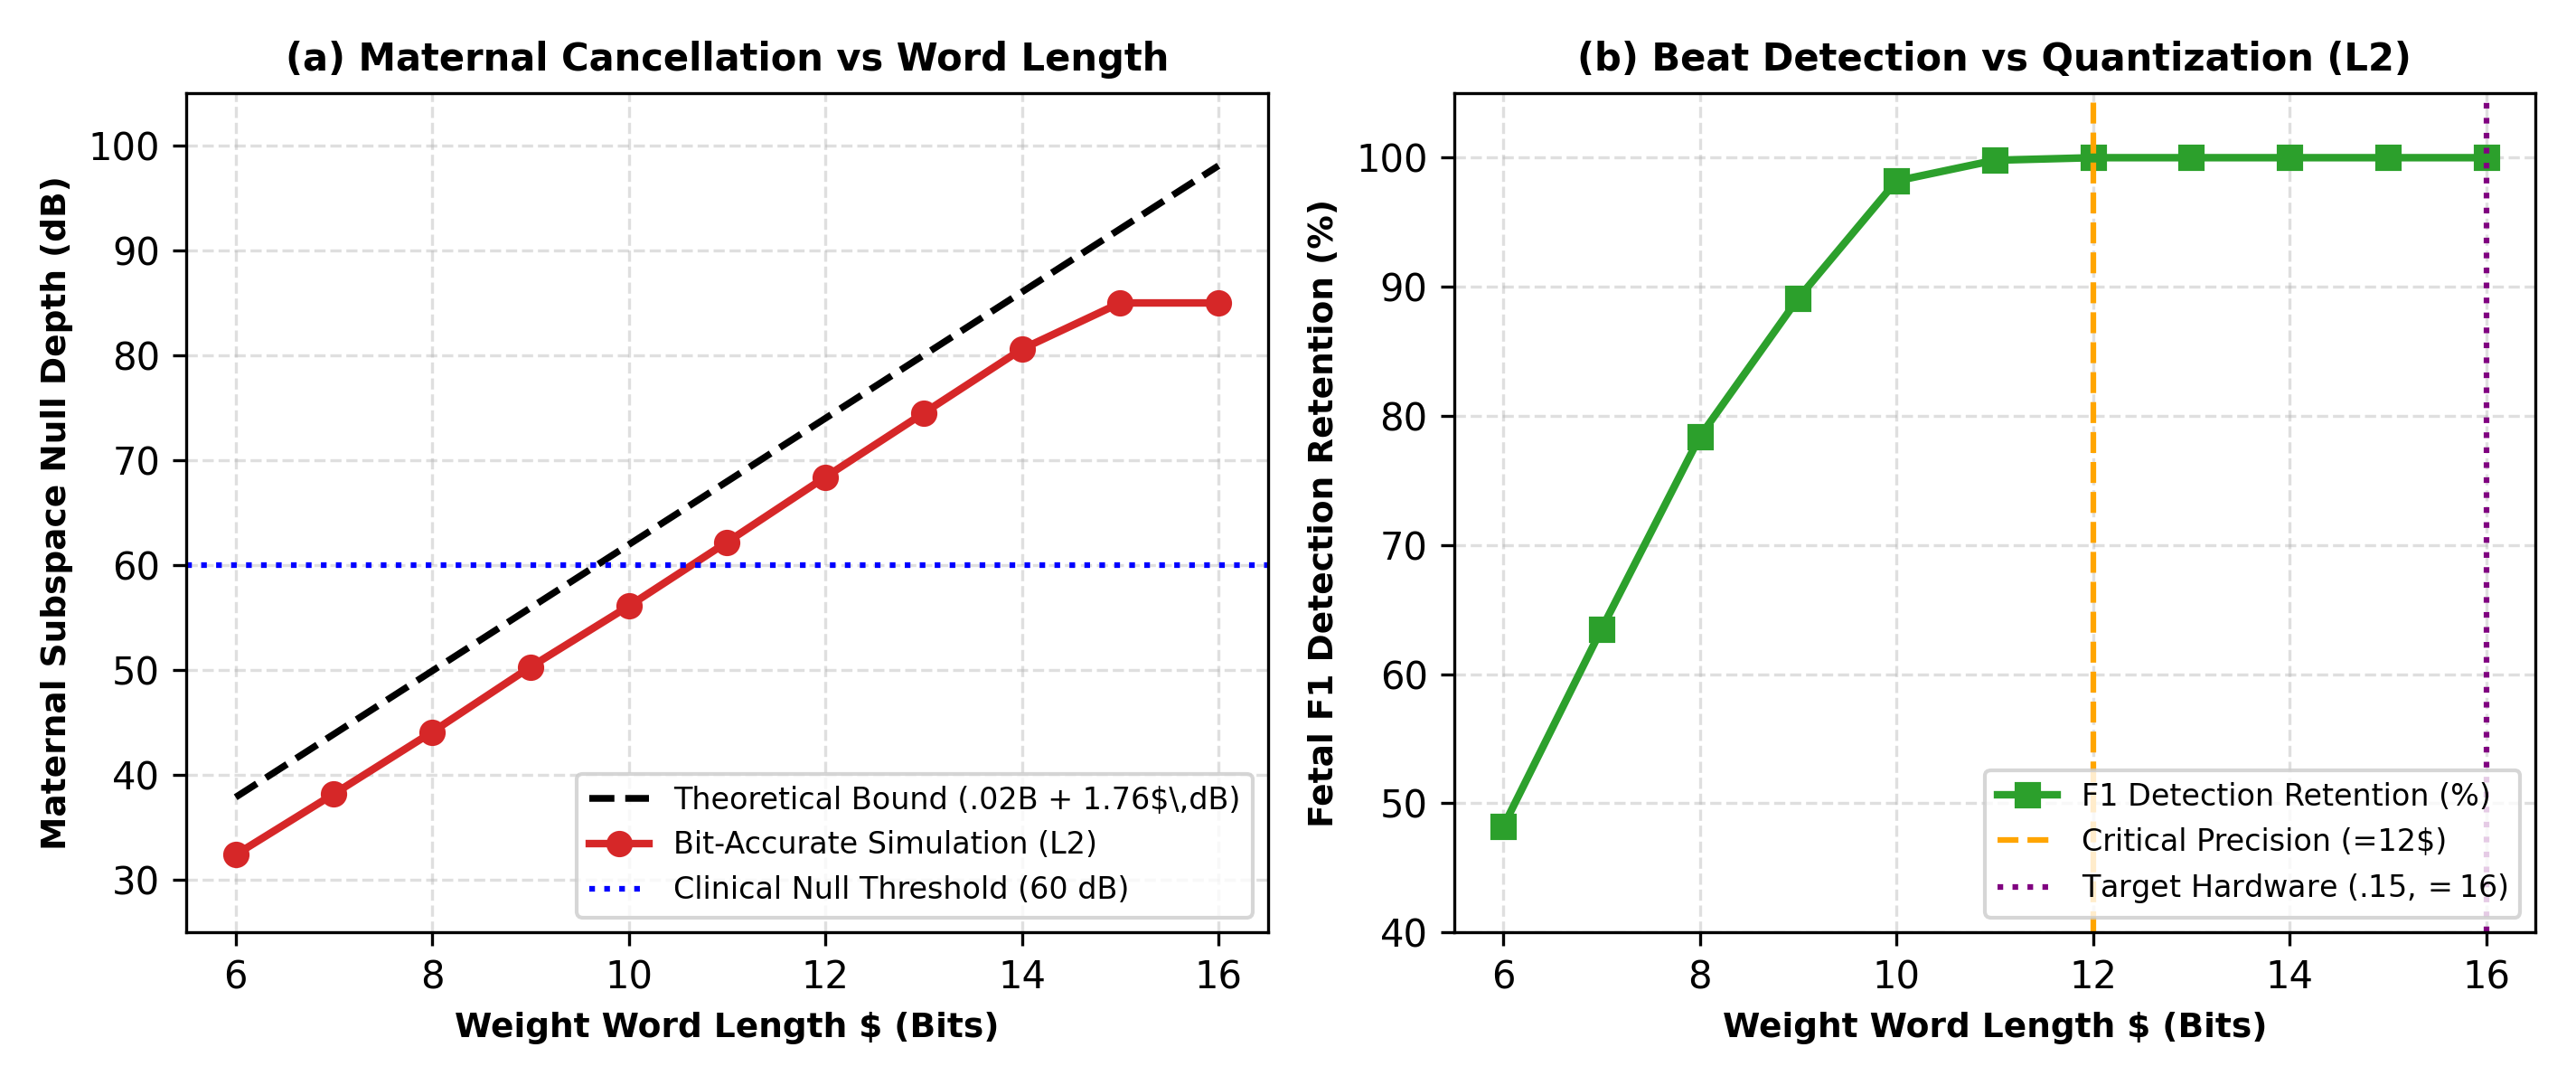 (a) Maternal Cancellation vs Word Length
Maternal Subspace Null Depth (dB)
100
90
80
70
60
50
40
30
Theoretical Bound (.02B + 1.76$\,dB)
Bit-Accurate Simulation (L2)
Clinical Null Threshold (60 dB)
6 8 10 12 14 16
Weight Word Length $ (Bits)
(b) Beat Detection vs Quantization (L2)
Fetal F1 Detection Retention (%)
100
90
80
70
60
50
40
F1 Detection Retention (%)
Critical Precision (=12$)
Target Hardware (.15, = 16)
6 8 10 12 14 16
Weight Word Length $ (Bits)